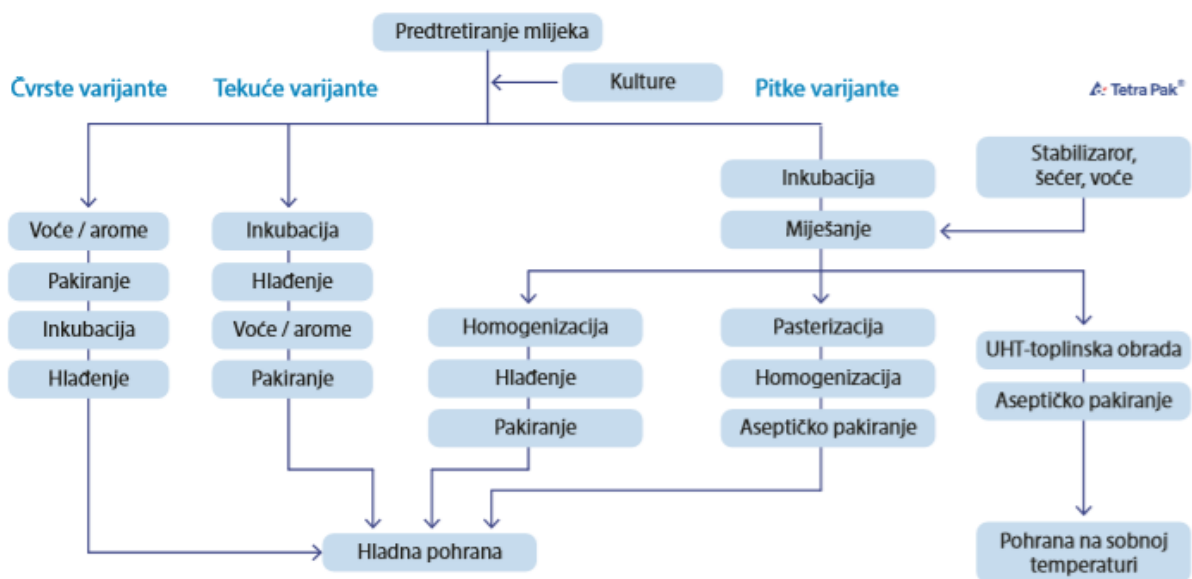 Predtretiranje mlijeka
Kulture
Čvrste varijante
Tekuće varijante
Pitke varijante
Tetra Pak®
Stabilizaror,
šećer, voće
Inkubacija
Miješanje
Voće / arome
Pakiranje
Inkubacija
Hlađenje
Inkubacija
Hlađenje
Voće / arome
Pakiranje
Homogenizacija
Hlađenje
Pakiranje
Pasterizacija
Homogenizacija
Aseptičko pakiranje
UHT-toplinska obrada
Aseptičko pakiranje
Hladna pohrana
Pohrana na sobnoj
temperaturi